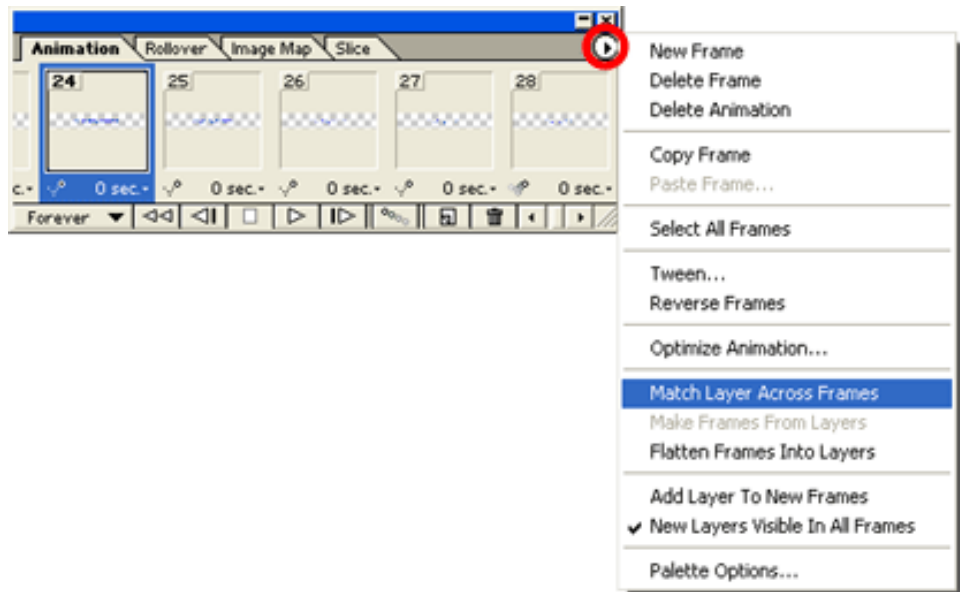 Animation Rollover Image Map Slice
24 25 26 27 28
c. 0 sec. 0 sec. 0 sec. 0 sec. 0 sec.
Forever
New Frame
Delete Frame
Delete Animation
Copy Frame
Paste Frame...
Select All Frames
Tween...
Reverse Frames
Optimize Animation...
Match Layer Across Frames
Make Frames From Layers
Flatten Frames Into Layers
Add Layer To New Frames
New Layers Visible In All Frames
Palette Options...